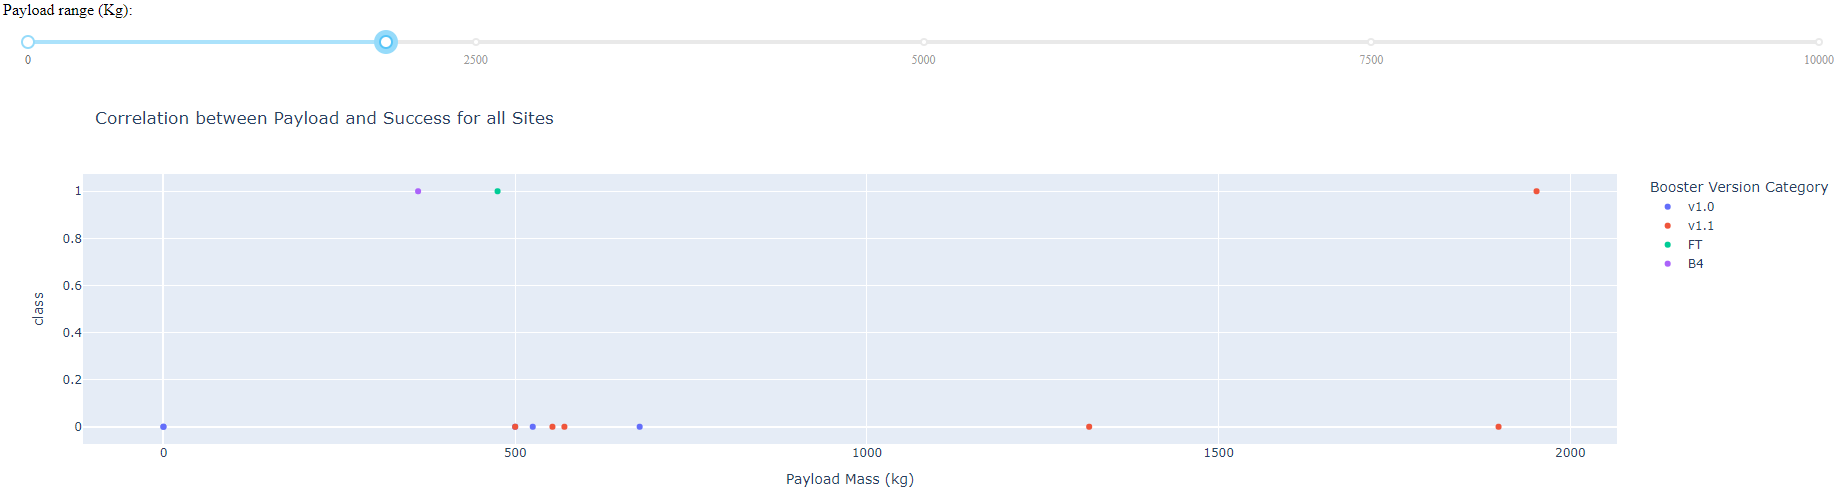 Payload range (Kg):
0 2500 5000 7500 10000
Correlation between Payload and Success for all Sites
Booster Version Category
v1.0
v1.1
FT
B4
class
1
0.8
0.6
0.4
0.2
0
0 500 1000 1500 2000
Payload Mass (kg)